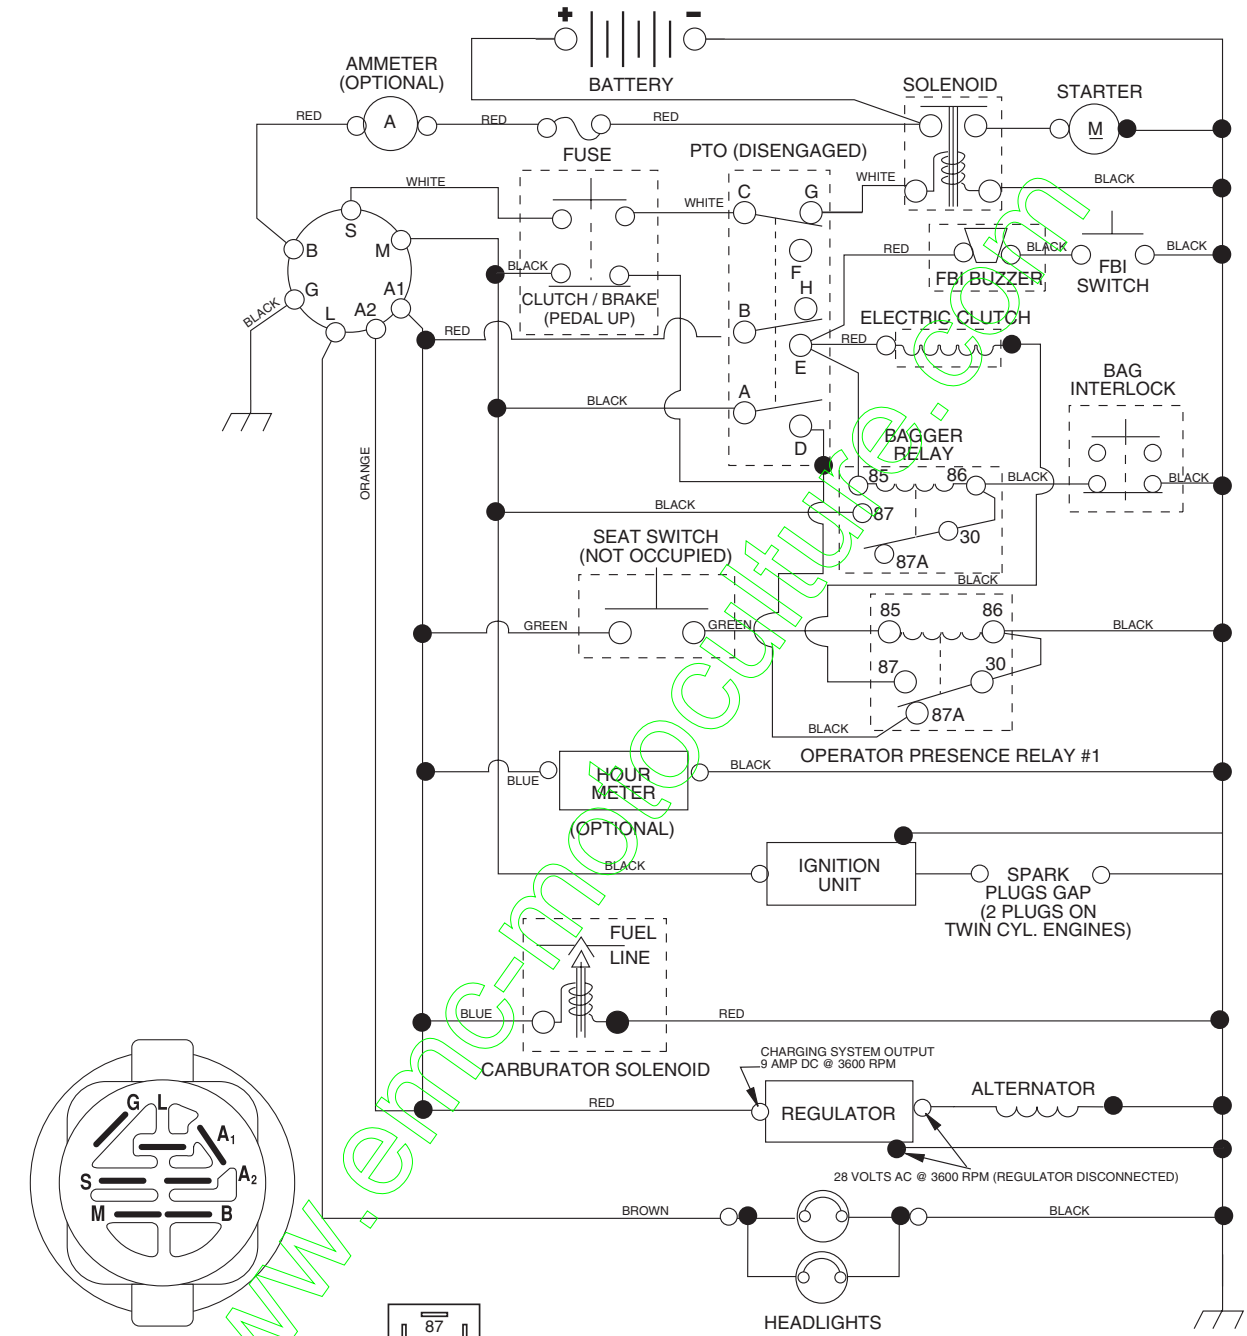 + -
BATTERY
AMMETER
(OPTIONAL)
RED A RED RED
FUSE
SOLENOID
STARTER
M
PTO (DISENGAGED)
WHITE
WHITE
WHITE
BLACK
C G
S
B
M
G
A1
A2
L
BLACK
BLACK
CLUTCH / BRAKE
(PEDAL UP)
F
H
B
E
A
D
RED
BLACK
BLACK
FBI BUZZER
FBI
SWITCH
RED
ELECTRIC CLUTCH
RED
BAG
INTERLOCK
BLACK
BAGGER
RELAY
85 86
BLACK
BLACK
87
30
87A
BLACK
ORANGE
BLACK
SEAT SWITCH
(NOT OCCUPIED)
GREEN
GREEN
85 86
BLACK
87 30
87A
BLACK
OPERATOR PRESENCE RELAY #1
BLUE
HOUR
METER
(OPTIONAL)
BLACK
BLACK
IGNITION
UNIT
SPARK
PLUGS GAP
(2 PLUGS ON
TWIN CYL. ENGINES)
FUEL
LINE
BLUE
RED
CARBURATOR SOLENOID
CHARGING SYSTEM OUTPUT
9 AMP DC @ 3600 RPM
RED
REGULATOR
ALTERNATOR
28 VOLTS AC @ 3600 RPM (REGULATOR DISCONNECTED)
BROWN
BLACK
HEADLIGHTS
G L
A1
A2
S
M B
87
www.emc-motoculture.com